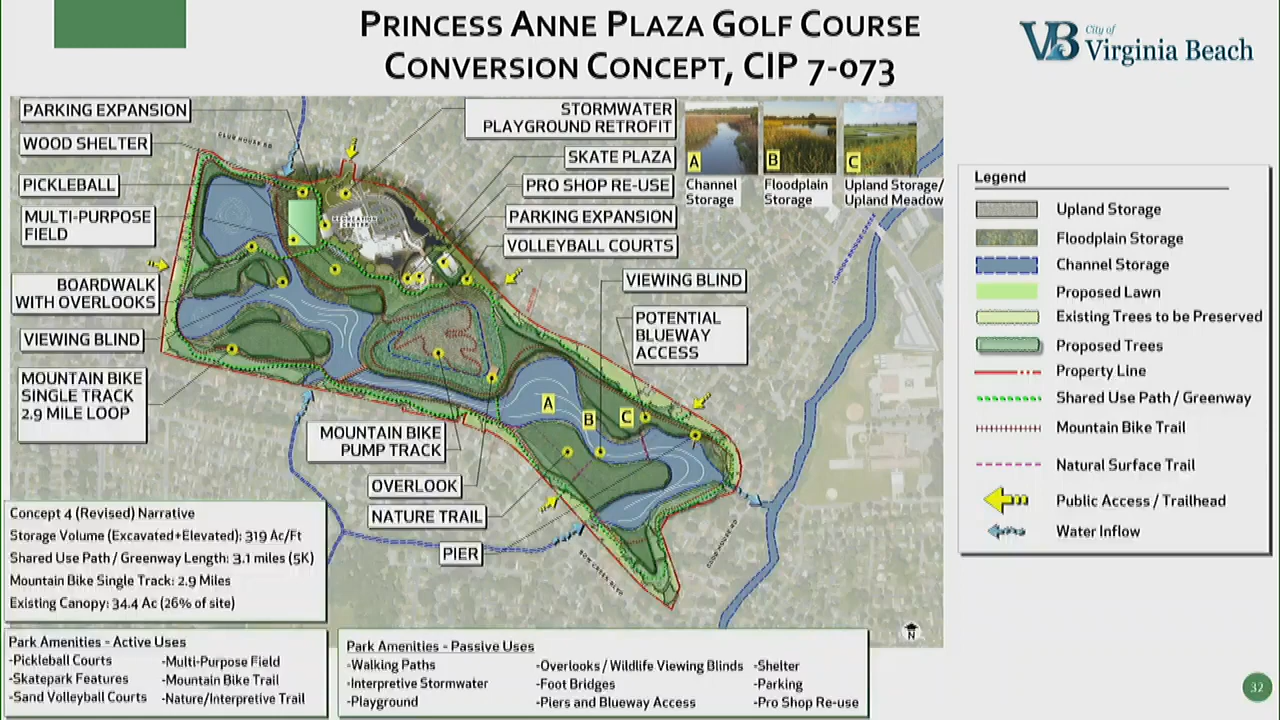 PRINCESS ANNE PLAZA GOLF COURSE
CONVERSION CONCEPT, CIP 7-073
City of
VB Virginia Beach
PARKING EXPANSION
WOOD SHELTER
PICKLEBALL
MULTI-PURPOSE
FIELD
BOARDWALK
WITH OVERLOOKS
VIEWING BLIND
MOUNTAIN BIKE
SINGLE TRACK
2.9 MILE LOOP
CLUB HOUSE RD
STORMWATER
PLAYGROUND RETROFIT
SKATE PLAZA
PRO SHOP RE-USE
PARKING EXPANSION
VOLLEYBALL COURTS
VIEWING BLIND
POTENTIAL
BLUEWAY
ACCESS
RECREATION
CENTER
A
B
C
Channel
Storage
Floodplain
Storage
Upland Storage/
Upland Meadow
A
B
C
MOUNTAIN BIKE
PUMP TRACK
OVERLOOK
NATURE TRAIL
PIER
BOW CREEK BLVD
N
Legend
Upland Storage
Floodplain Storage
Channel Storage
Proposed Lawn
Existing Trees to be Preserved
Proposed Trees
Property Line
Shared Use Path / Greenway
Mountain Bike Trail
Natural Surface Trail
Public Access / Trailhead
Water Inflow
Concept 4 (Revised) Narrative
Storage Volume (Excavated+Elevated): 319 Ac/Ft
Shared Use Path / Greenway Length: 3.1 miles (5K)
Mountain Bike Single Track: 2.9 Miles
Existing Canopy: 34.4 Ac (26% of site)
Park Amenities - Active Uses
-Pickleball Courts
-Skatepark Features
-Sand Volleyball Courts
-Multi-Purpose Field
-Mountain Bike Trail
-Nature/Interpretive Trail
Park Amenities - Passive Uses
-Walking Paths
-Interpretive Stormwater
-Playground
-Overlooks / Wildlife Viewing Blinds
-Foot Bridges
-Piers and Blueway Access
-Shelter
-Parking
-Pro Shop Re-use
32